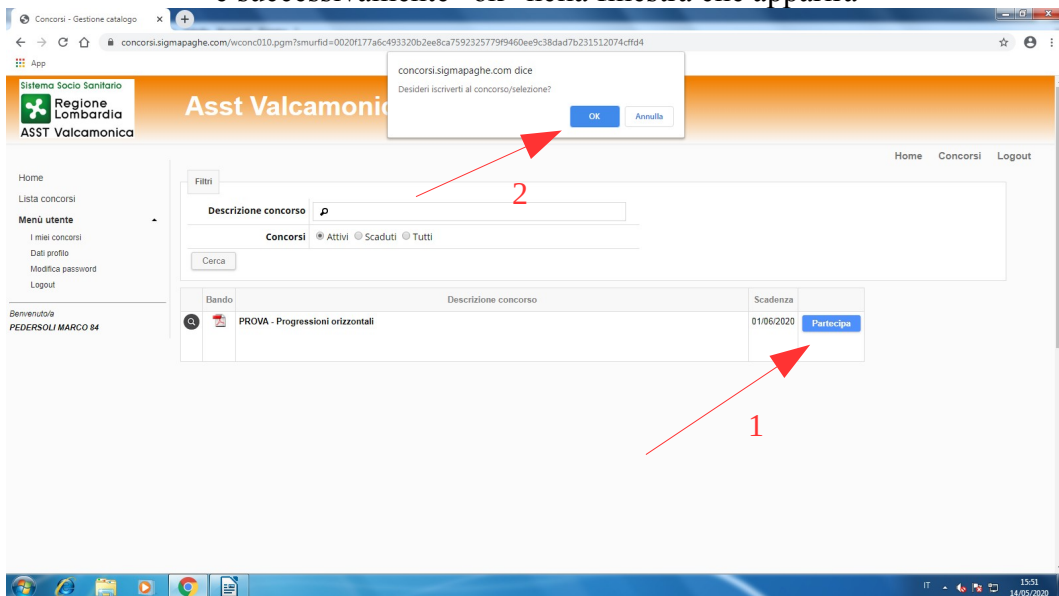 e successivamente "ok" nella finestra che apparirà
Concorsi - Gestione catalogo
concorsi.sigmapaghe.com/wconc010.pgm?smurfid=0020f177a6c493320b2ee8ca7592325779f9460ee9c38dad7b231512074cffd4
App
concorsi.sigmapaghe.com dice
Desideri iscriverti al concorso/selezione?
OK Annulla
Sistema Socio Sanitario
Regione
Lombardia
ASST Valcamonica
Asst Valcamonic
Home Concorsi Logout
2
Home
Lista concorsi
Menù utente
I miei concorsi
Dati profilo
Modifica password
Logout
Benvenuto/a
PEDERSOLI MARCO 84
Filtri
Descrizione concorso
Concorsi Attivi Scaduti Tutti
Cerca
Bando Descrizione concorso Scadenza
PROVA - Progressioni orizzontali 01/06/2020 Partecipa
1
IT 15:51
14/05/2020